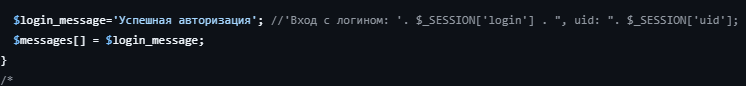 $login_message='Успешная авторизация'; //'Вход с логином: '. $_SESSION['login'] . ", uid: ". $_SESSION['uid'];
$messages[] = $login_message;
}
/*